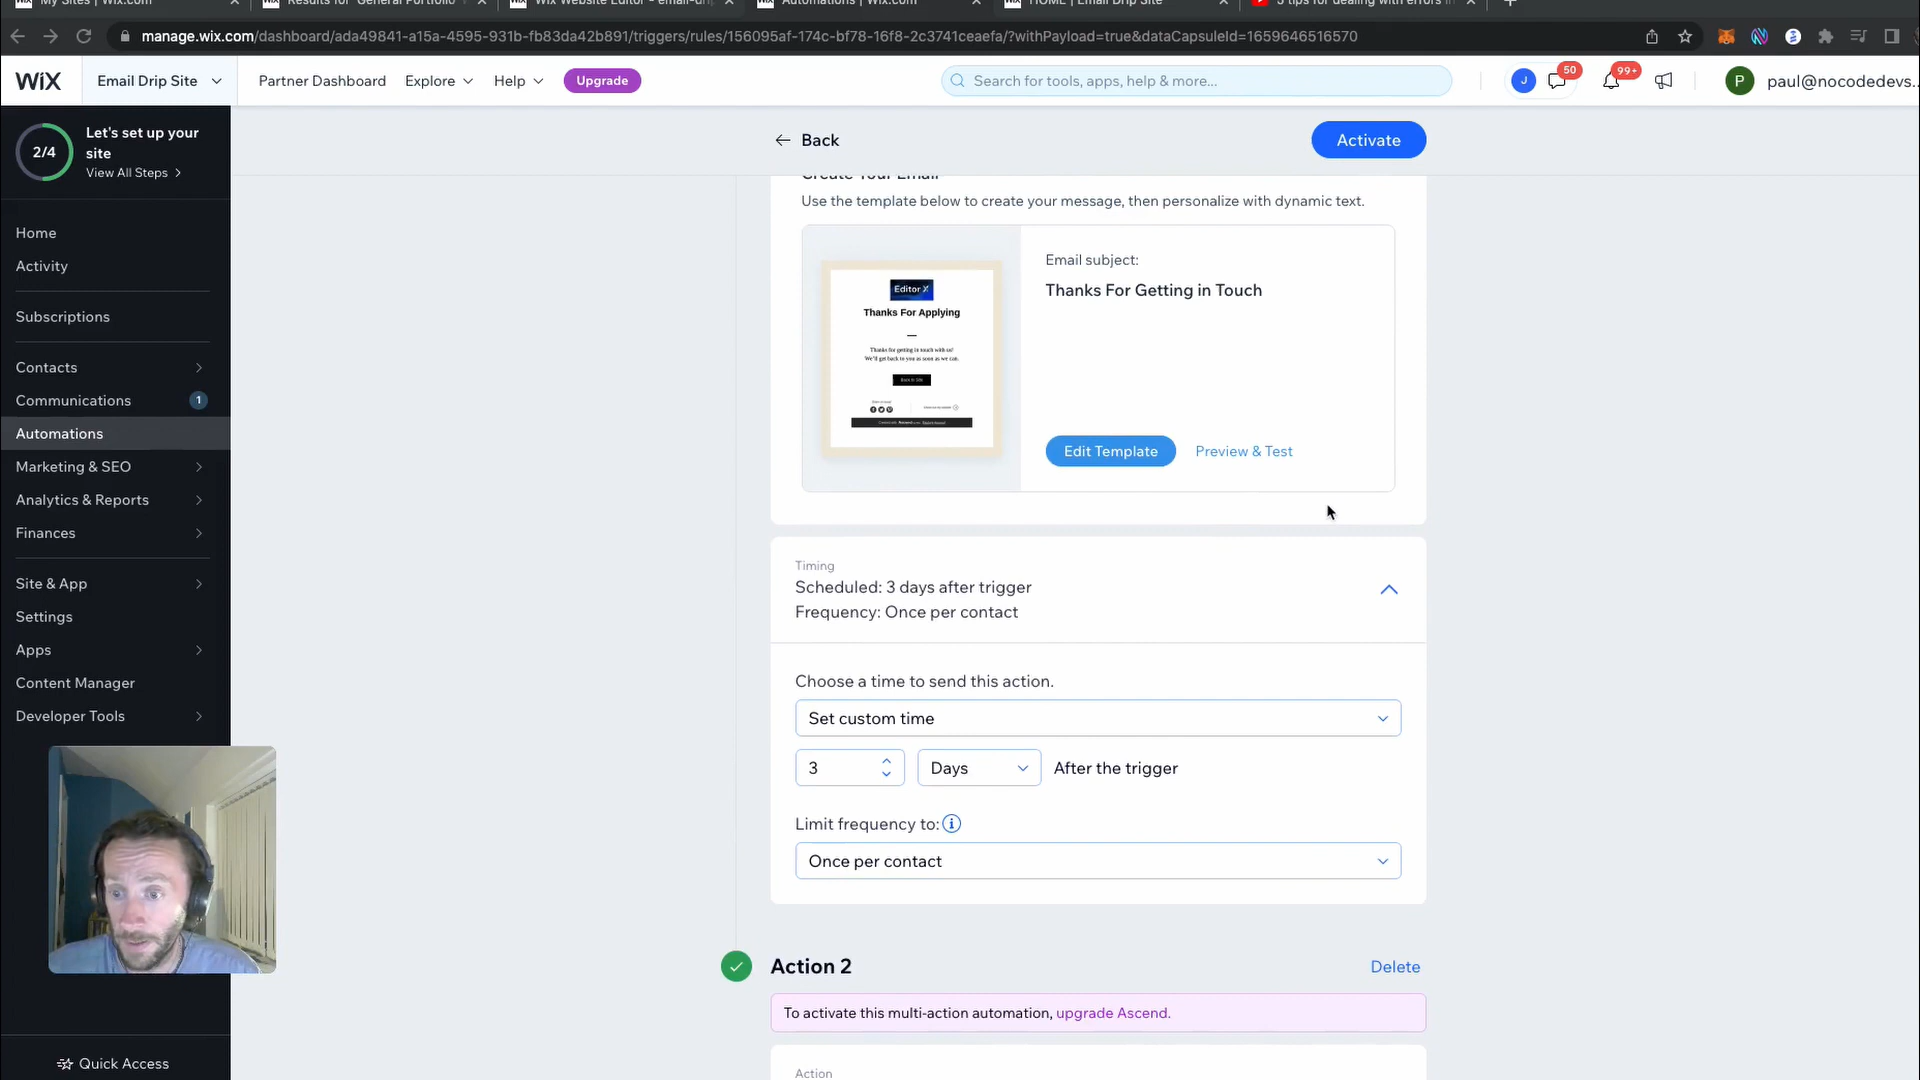 My Sites | Wix.com
Results for "General Portfolio"
Wix Website Editor - email-dri
Automations | Wix.com
HOME | Email Drip Site
5 tips for dealing with errors i
manage.wix.com/dashboard/ada49841-a15a-4595-931b-fb83da42b891/triggers/rules/156095af-174c-bf78-16f8-2c3741ceaefa/?withPayload=true&dataCapsuleId=1659646516570
WiX
Email Drip Site
Partner Dashboard
Explore
Help
Upgrade
Search for tools, apps, help & more...
J
50
99+
P
paul@nocodedevs...
2/4
Let's set up your
site
View All Steps
Home
Activity
Subscriptions
Contacts
Communications
1
Automations
Marketing & SEO
Analytics & Reports
Finances
Site & App
Settings
Apps
Content Manager
Developer Tools
Quick Access
Back
Activate
Create Your Email
Use the template below to create your message, then personalize with dynamic text.
Editor X
Thanks For Applying
Thanks for getting in touch with us!
We'll get back to you as soon as we can.
Back to Site
Email subject:
Thanks For Getting in Touch
Edit Template
Preview & Test
Timing
Scheduled: 3 days after trigger
Frequency: Once per contact
Choose a time to send this action.
Set custom time
3
Days
After the trigger
Limit frequency to:
Once per contact
Action 2
Delete
To activate this multi-action automation, upgrade Ascend.
Action